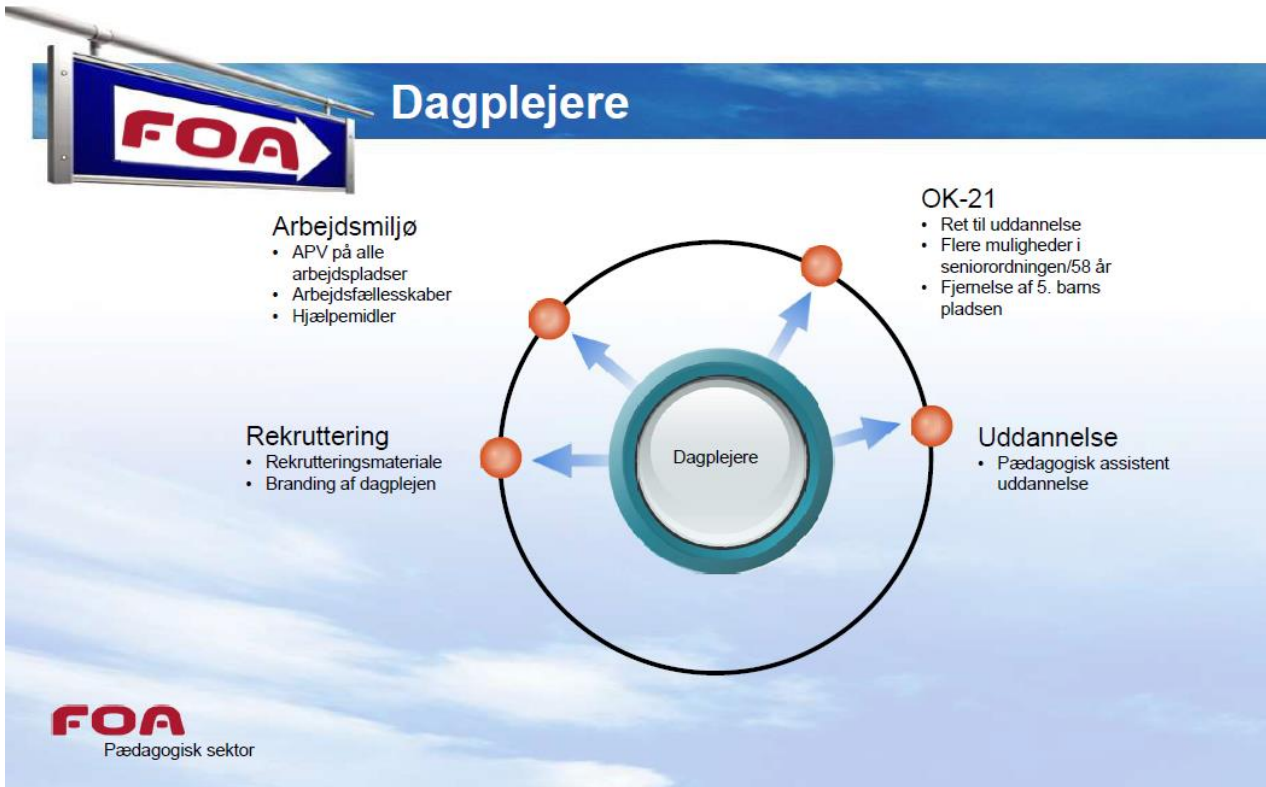 FOA
Dagplejere
Arbejdsmiljø
• APV på alle
arbejdspladser
• Arbejdsfællesskaber
• Hjælpemidler
OK-21
• Ret til uddannelse
• Flere muligheder i
seniorordningen/58 år
• Fjernelse af 5. barns
pladsen
Rekruttering
• Rekrutteringsmateriale
• Branding af dagplejen
Dagplejere
Uddannelse
• Pædagogisk assistent
uddannelse
FOA
Pædagogisk sektor